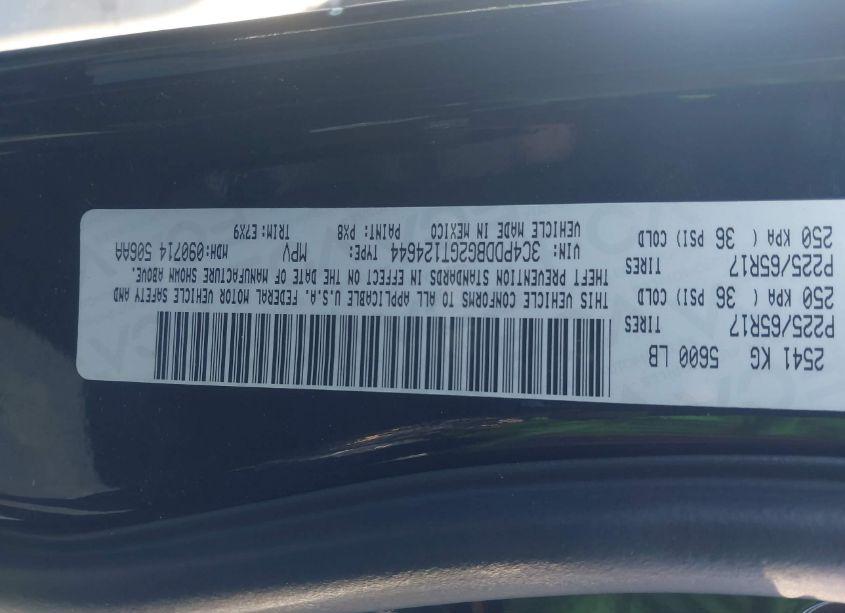 2541 KG 5600 LB
P225/65R17 TIRES
250 KPA ( 36 PSI) COLD
P225/65R17 TIRES
250 KPA ( 36 PSI) COLD
THIS VEHICLE CONFORMS TO ALL APPLICABLE U.S.A. FEDERAL MOTOR VEHICLE SAFETY AND
THEFT PREVENTION STANDARDS IN EFFECT ON THE DATE OF MANUFACTURE SHOWN ABOVE.
VIN: 3C4PDDBG2GT124644 TYPE: MPV MDH:090714 506AA
VEHICLE MADE IN MEXICO PAINT: PX8 TRIM:E7X9